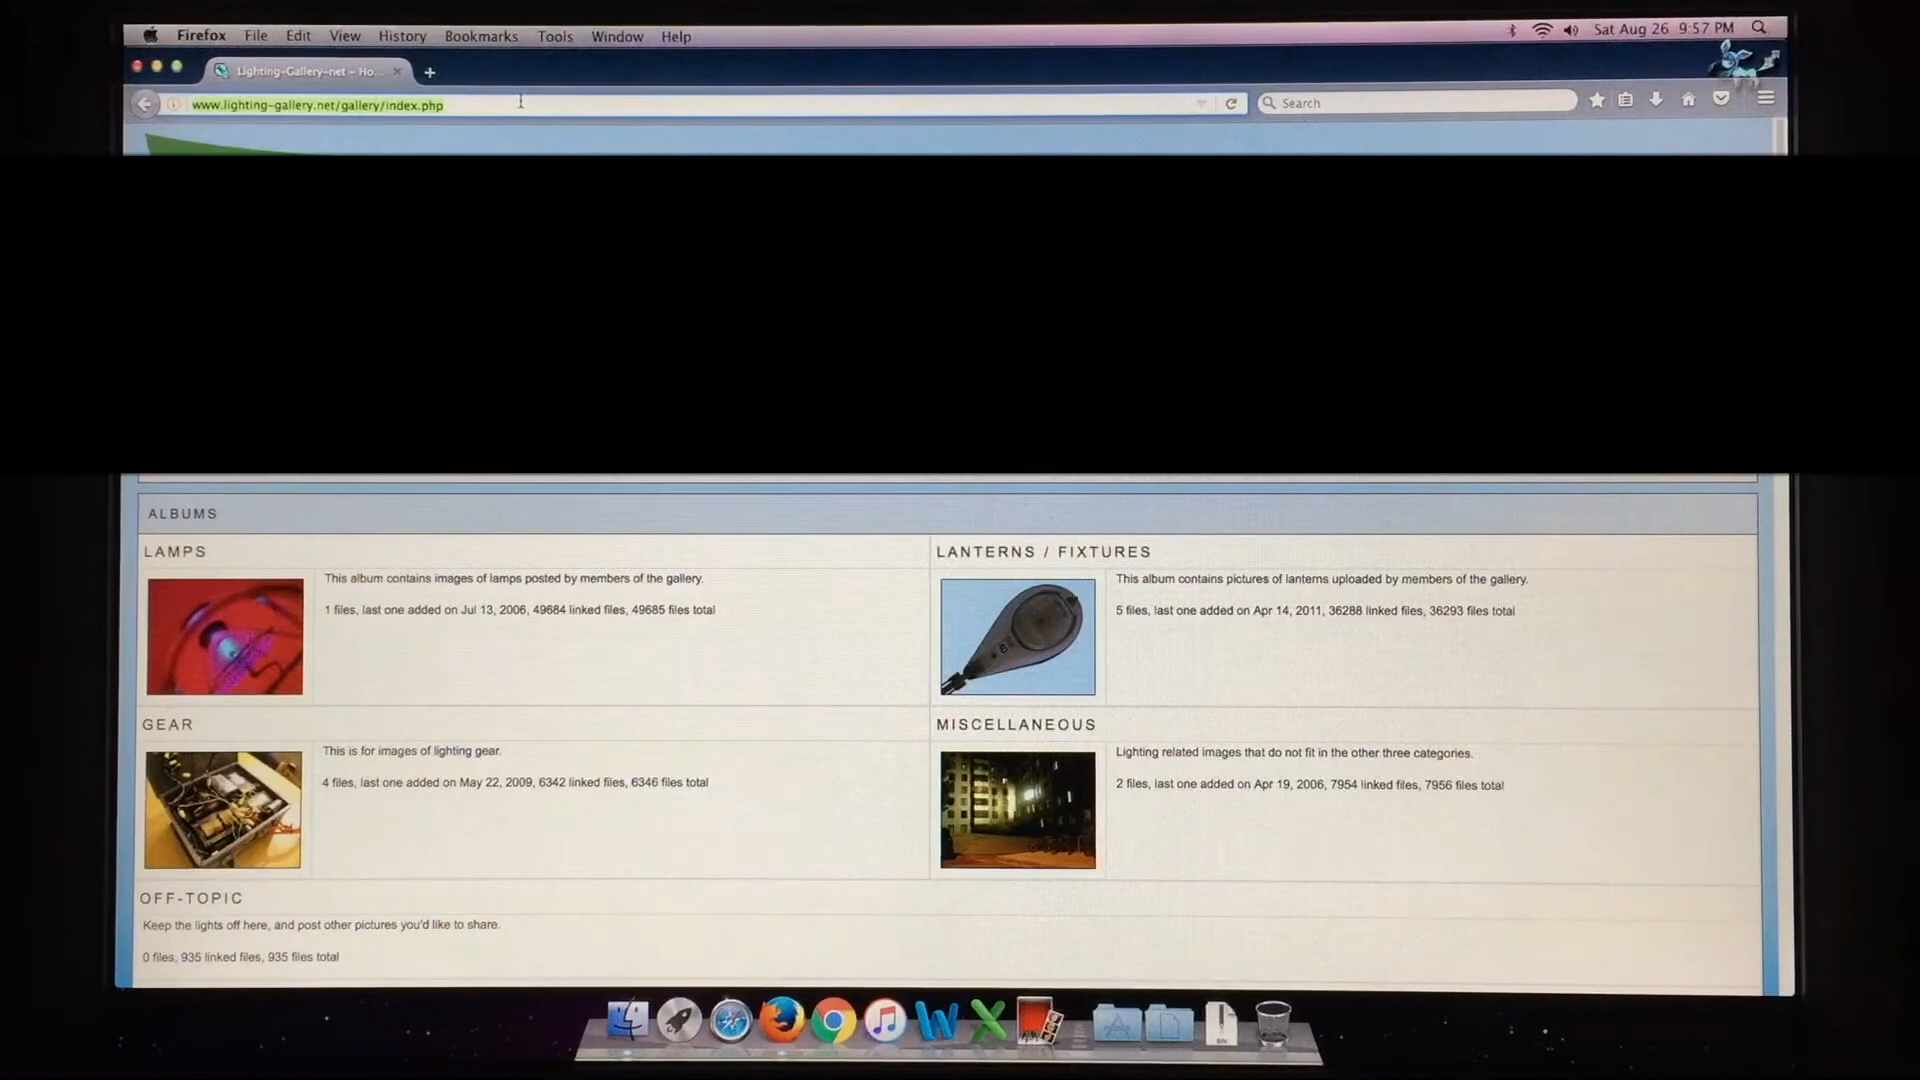 Firefox File Edit View History Bookmarks Tools Window Help Sat Aug 26 9:57 PM
Lighting-Gallery-net – Ho...
www.lighting-gallery.net/gallery/index.php Search
ALBUMS
LAMPS
This album contains images of lamps posted by members of the gallery.
1 files, last one added on Jul 13, 2006, 49684 linked files, 49685 files total
LANTERNS / FIXTURES
This album contains pictures of lanterns uploaded by members of the gallery.
5 files, last one added on Apr 14, 2011, 36288 linked files, 36293 files total
GEAR
This is for images of lighting gear.
4 files, last one added on May 22, 2009, 6342 linked files, 6346 files total
MISCELLANEOUS
Lighting related images that do not fit in the other three categories.
2 files, last one added on Apr 19, 2006, 7954 linked files, 7956 files total
OFF-TOPIC
Keep the lights off here, and post other pictures you'd like to share.
0 files, 935 linked files, 935 files total